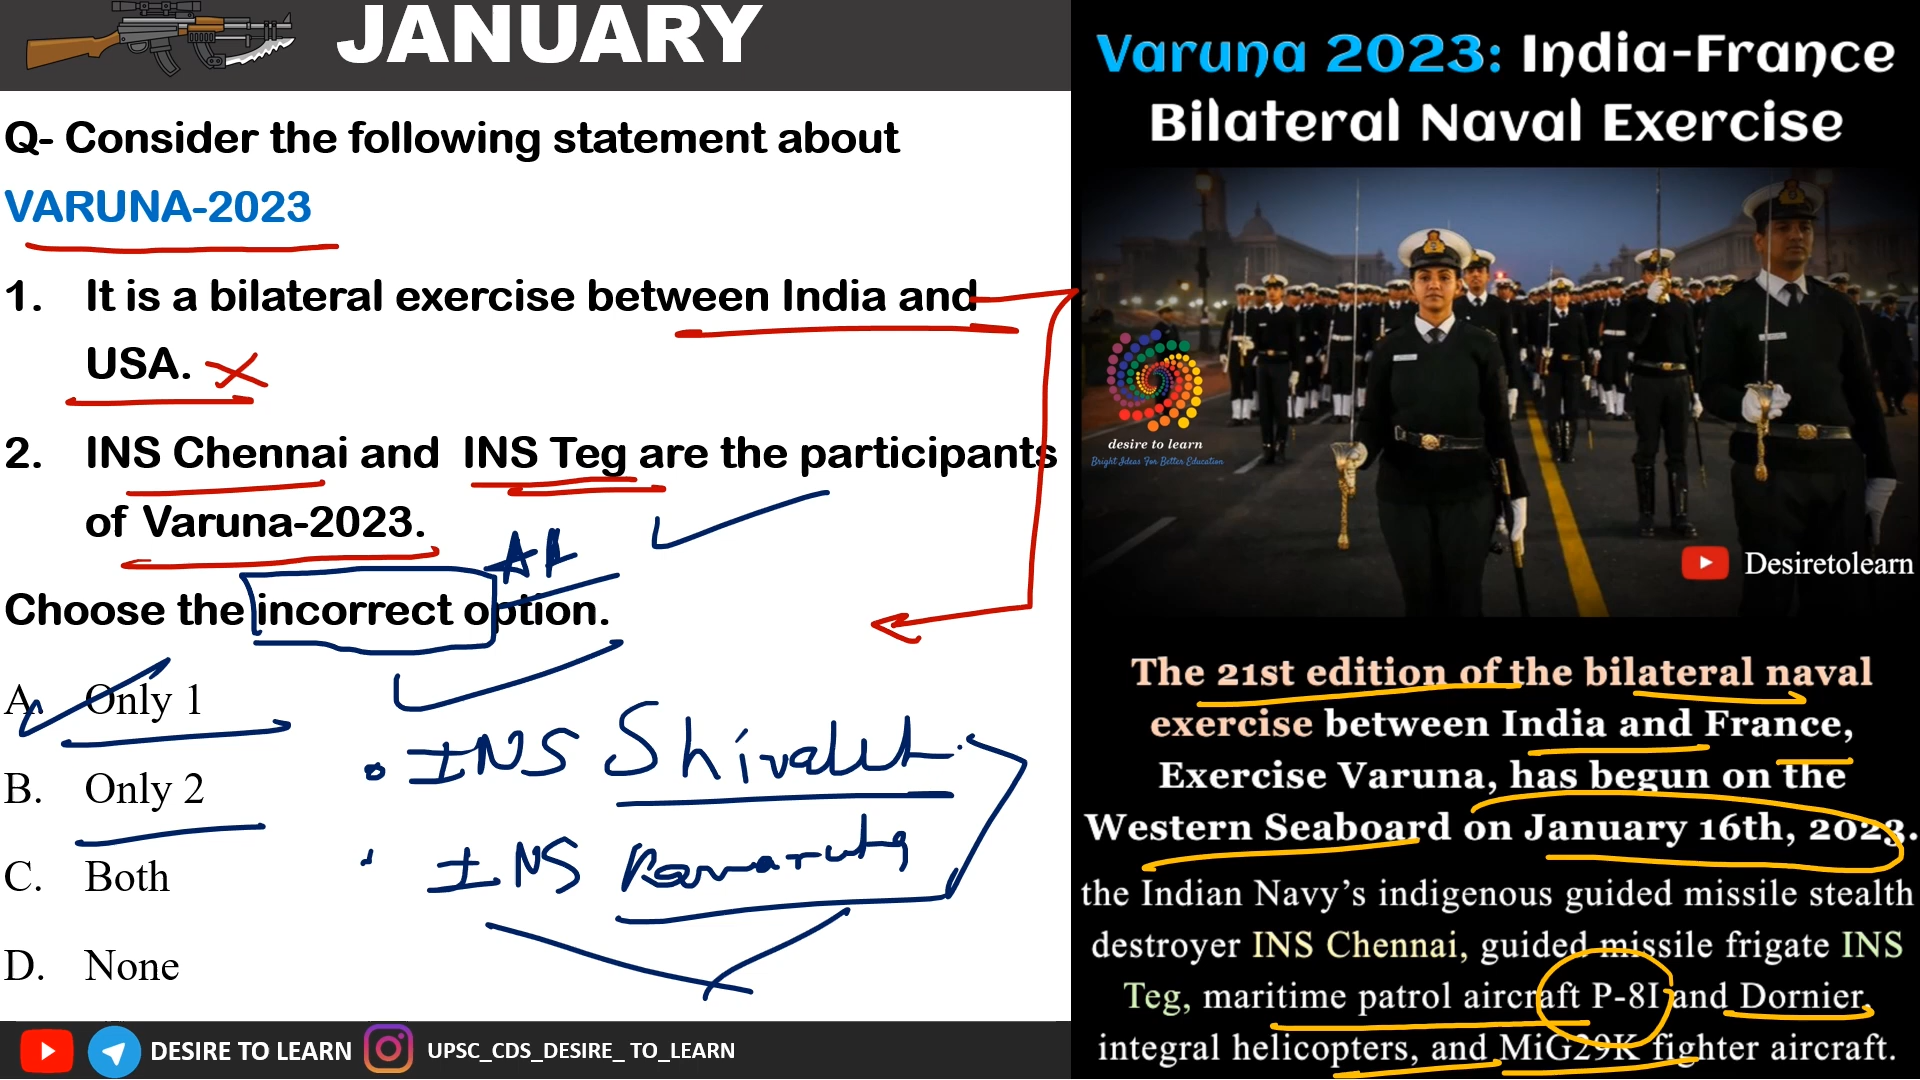 JANUARY
Q- Consider the following statement about
VARUNA-2023
1. It is a bilateral exercise between India and
USA.
2. INS Chennai and INS Teg are the participants
of Varuna-2023.
Choose the incorrect option.
A. Only 1
B. Only 2
C. Both
D. None
INS Shivalik
INS
DESIRE TO LEARN
UPSC_CDS_DESIRE_ TO_LEARN
Varuna 2023: India-France
Bilateral Naval Exercise
desire to learn
Bright Ideas For Better Education
Desiretolearn
The 21st edition of the bilateral naval
exercise between India and France,
Exercise Varuna, has begun on the
Western Seaboard on January 16th, 2023.
the Indian Navy’s indigenous guided missile stealth
destroyer INS Chennai, guided missile frigate INS
Teg, maritime patrol aircraft P-8I and Dornier,
integral helicopters, and MiG29K fighter aircraft.